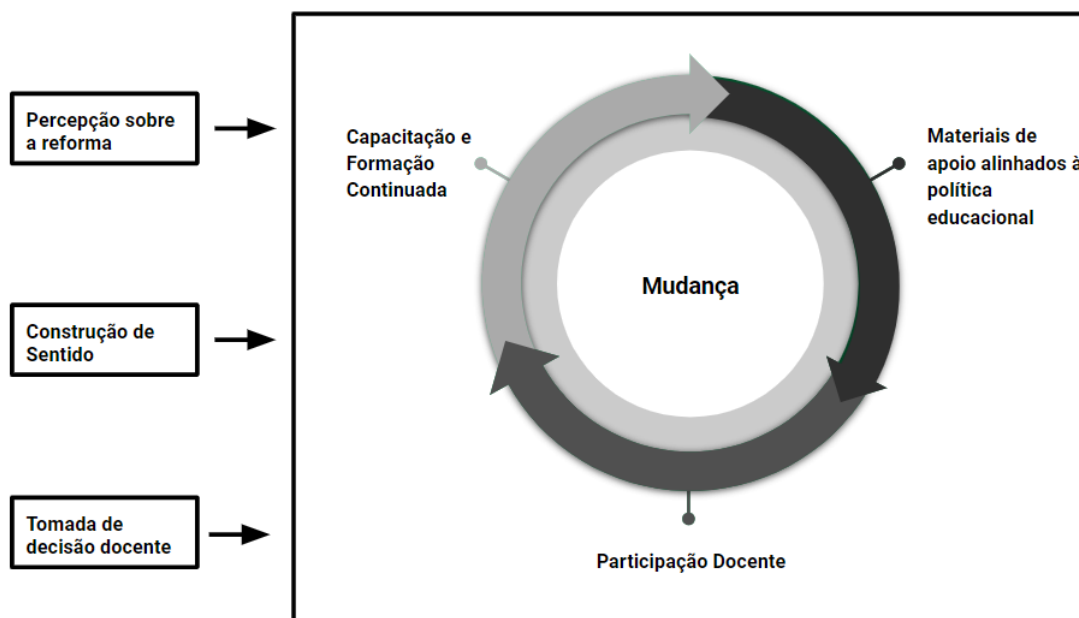 Percepção sobre
a reforma
Construção de
Sentido
Tomada de
decisão docente
Capacitação e
Formação
Continuada
Materiais de
apoio alinhados à
política
educacional
Mudança
Participação Docente